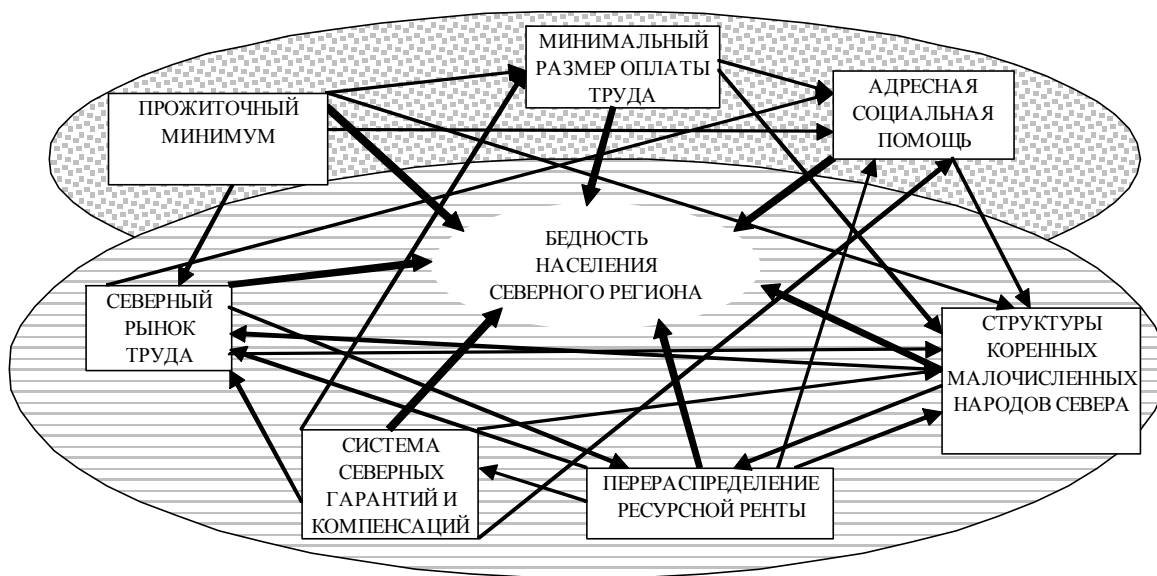 МИНИМАЛЬНЫЙ
РАЗМЕР ОПЛАТЫ
ТРУДА
ПРОЖИТОЧНЫЙ
МИНИМУМ
АДРЕСНАЯ
СОЦИАЛЬНАЯ
ПОМОЩЬ
БЕДНОСТЬ
НАСЕЛЕНИЯ
СЕВЕРНОГО РЕГИОНА
СЕВЕРНЫЙ
РЫНОК
ТРУДА
СТРУКТУРЫ
КОРЕННЫХ
МАЛОЧИСЛЕННЫХ
НАРОДОВ СЕВЕРА
СИСТЕМА
СЕВЕРНЫХ
ГАРАНТИЙ И
КОМПЕНСАЦИЙ
ПЕРЕРАСПРЕДЕЛЕНИЕ
РЕСУРСНОЙ РЕНТЫ